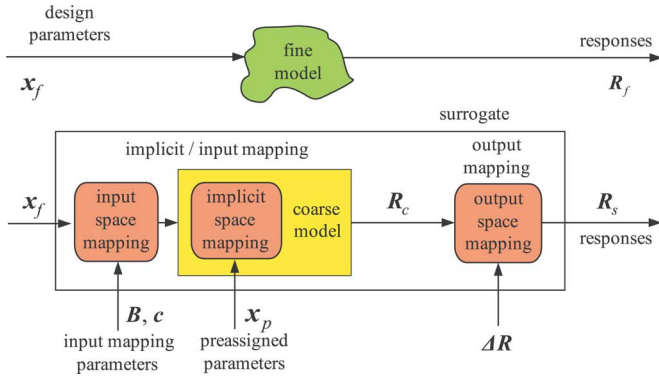 design
parameters
x_f
fine
model
responses
R_f
surrogate
implicit / input mapping
output
mapping
x_f
input
space
mapping
implicit
space
mapping
coarse
model
R_c
output
space
mapping
R_s
responses
B, c
input mapping
parameters
x_p
preassigned
parameters
ΔR